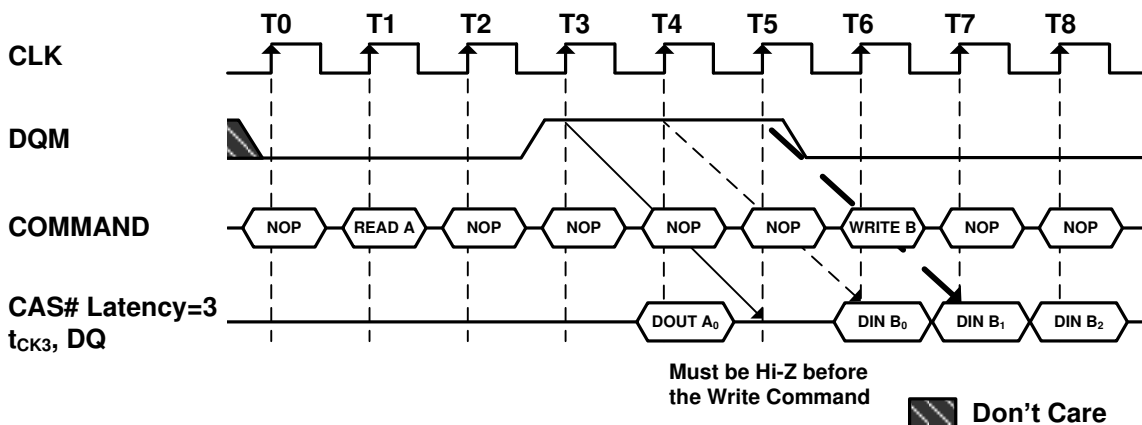 T0 T1 T2 T3 T4 T5 T6 T7 T8
CLK
DQM
COMMAND NOP READ A NOP NOP NOP NOP WRITE B NOP NOP
CAS# Latency=3
tCK3, DQ DOUT A0 DIN B0 DIN B1 DIN B2
Must be Hi-Z before
the Write Command
Don't Care